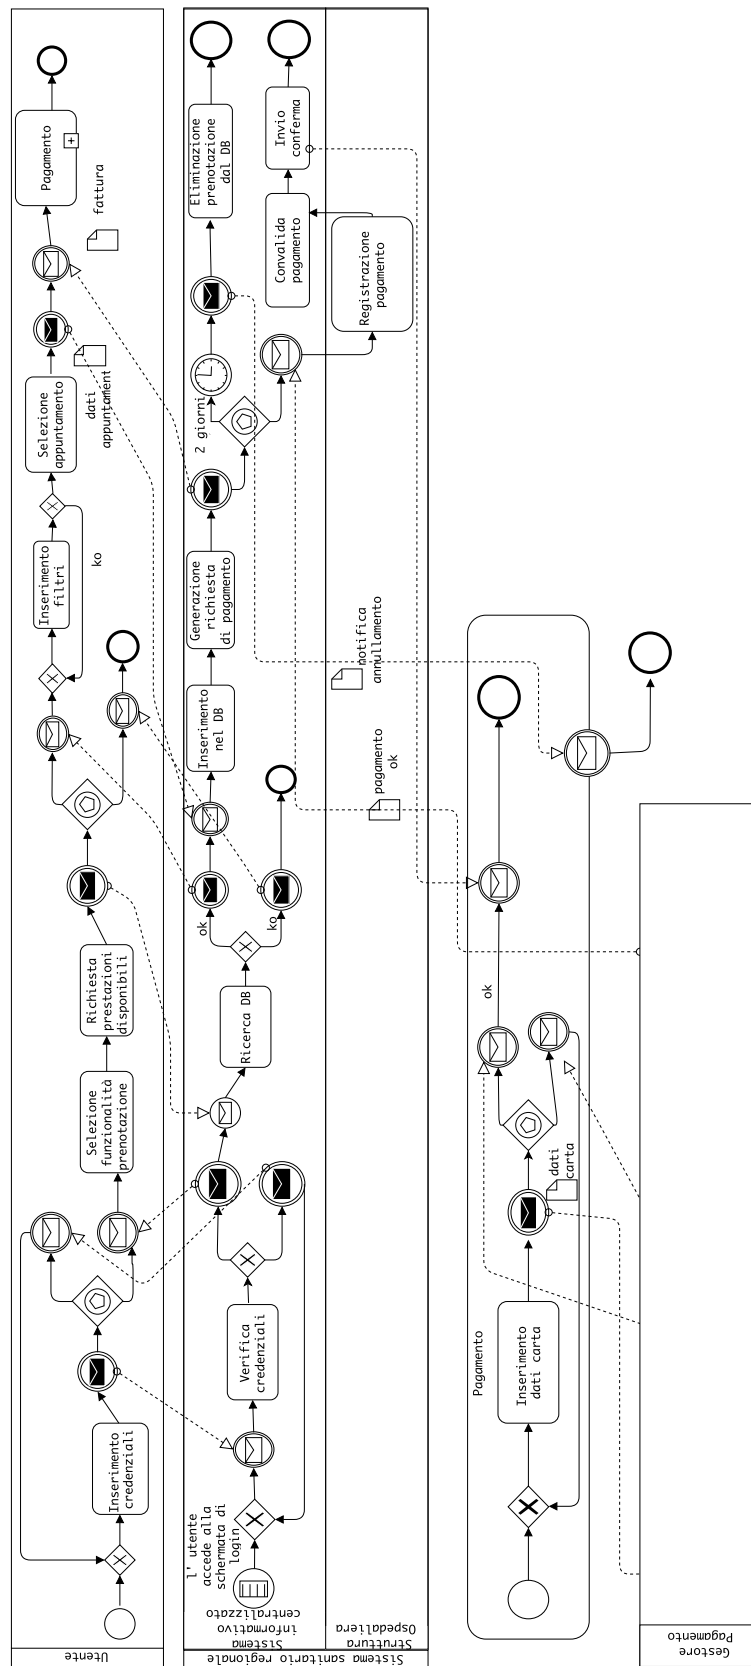 Utente
Inserimento
credenziali
Selezione
funzionalità
prenotazione
Richiesta
prestazioni
disponibili
Inserimento
filtri
ko
Selezione
appuntamento
dati
appuntament
fattura
Pagamento
+
Sistema sanitario regionale
Sistema
informativo
centralizzato
Struttura
Ospedaliera
l' utente
accede alla
schermata di
login
Verifica
credenziali
Ricerca DB
ok
ko
Inserimento
nel DB
Generazione
richiesta
di pagamento
2 giorni
Eliminazione
prenotazione
dal DB
Registrazione
pagamento
Convalida
pagamento
Invio
conferma
notifica
annullamento
pagamento
ok
Pagamento
Inserimento
dati carta
dati
carta
ok
Gestore
Pagamento